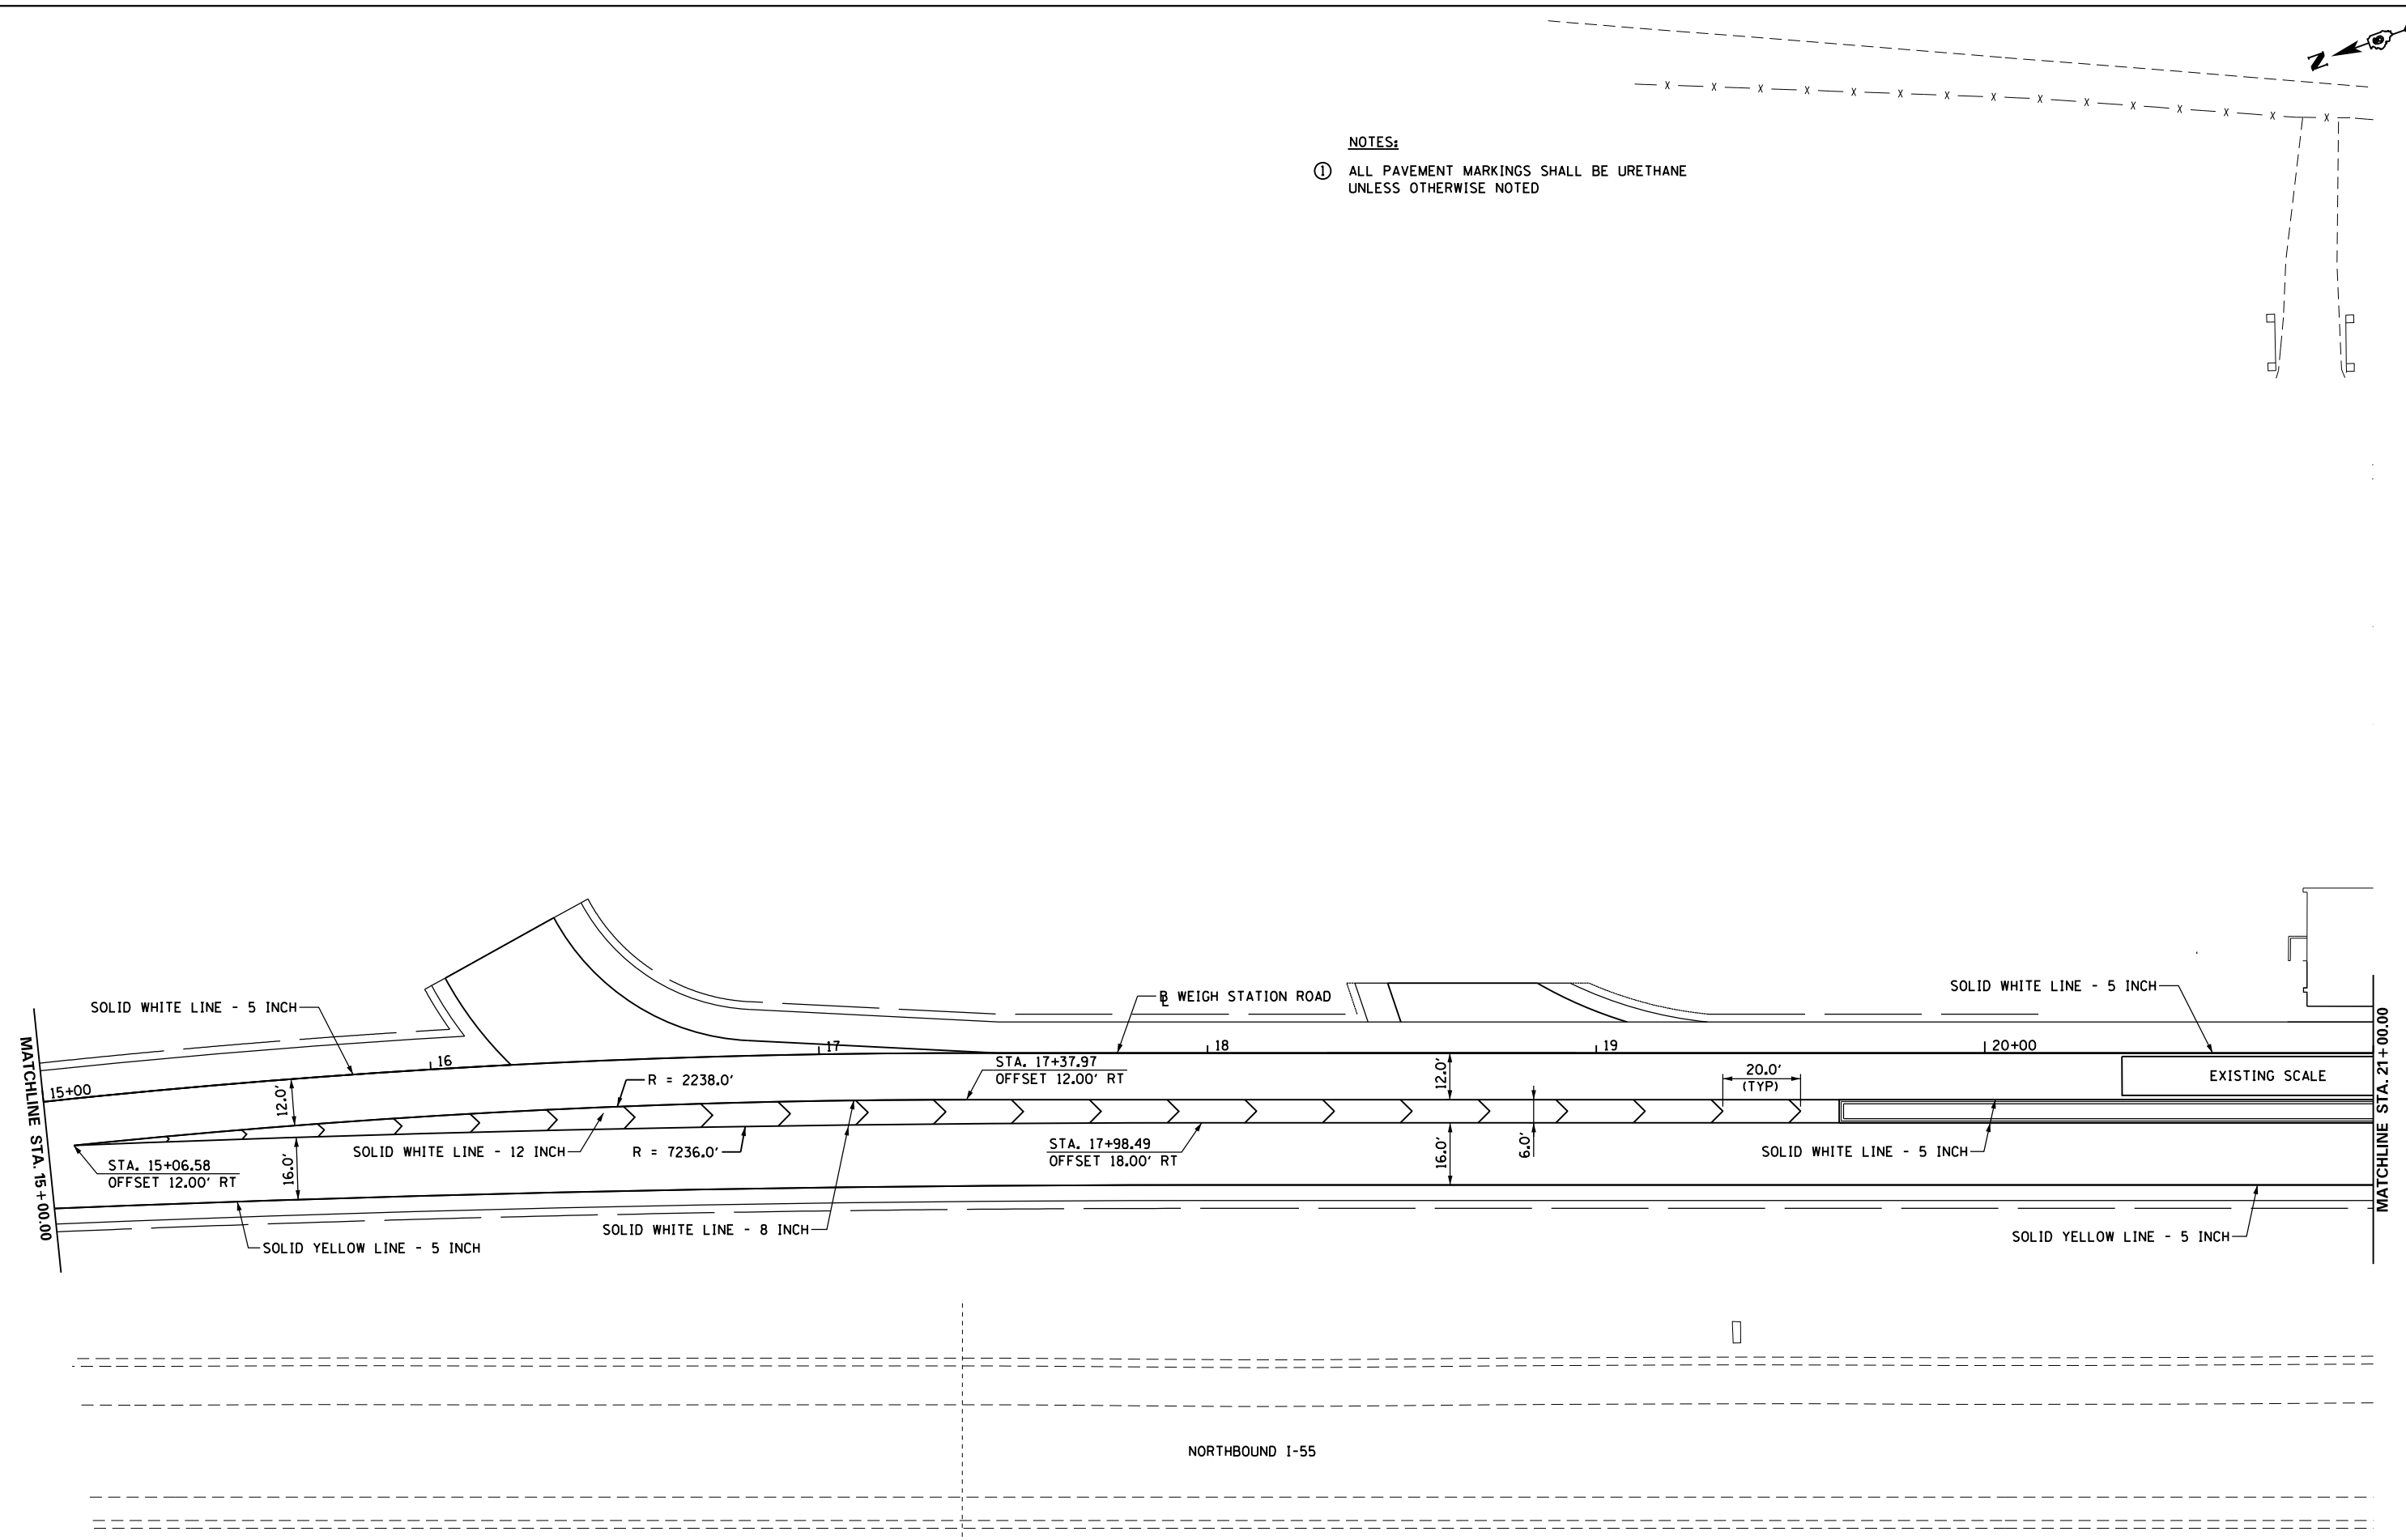 N
NOTES:
① ALL PAVEMENT MARKINGS SHALL BE URETHANE
UNLESS OTHERWISE NOTED
SOLID WHITE LINE - 5 INCH
℄ WEIGH STATION ROAD
SOLID WHITE LINE - 5 INCH
MATCHLINE STA. 15+00.00
15+00
16
17
18
19
20+00
MATCHLINE STA. 21+00.00
STA. 17+37.97
OFFSET 12.00' RT
R = 2238.0'
12.0'
12.0'
20.0'
(TYP)
EXISTING SCALE
SOLID WHITE LINE - 12 INCH
R = 7236.0'
STA. 17+98.49
OFFSET 18.00' RT
16.0'
6.0'
SOLID WHITE LINE - 5 INCH
STA. 15+06.58
OFFSET 12.00' RT
16.0'
SOLID WHITE LINE - 8 INCH
SOLID YELLOW LINE - 5 INCH
SOLID YELLOW LINE - 5 INCH
NORTHBOUND I-55